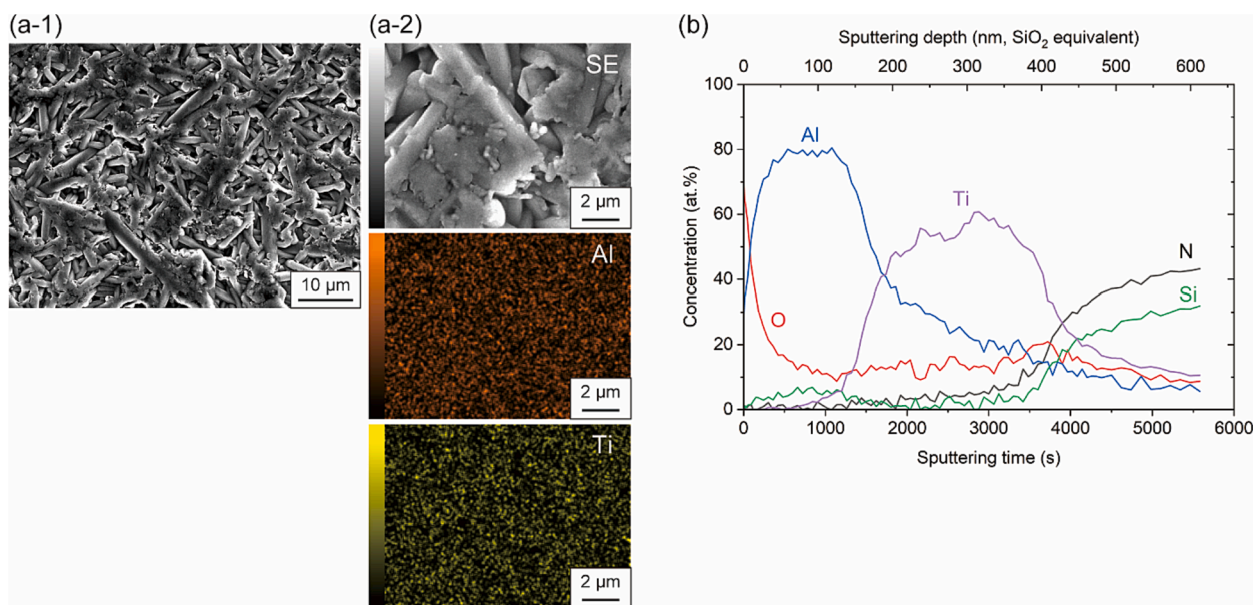 (a-1)
10 µm
(a-2)
SE
2 µm
Al
2 µm
Ti
2 µm
(b)
Sputtering depth (nm, SiO2 equivalent)
0 100 200 300 400 500 600
Concentration (at.%)
100
80
60
40
20
0
Al
Ti
N
Si
O
0 1000 2000 3000 4000 5000 6000
Sputtering time (s)